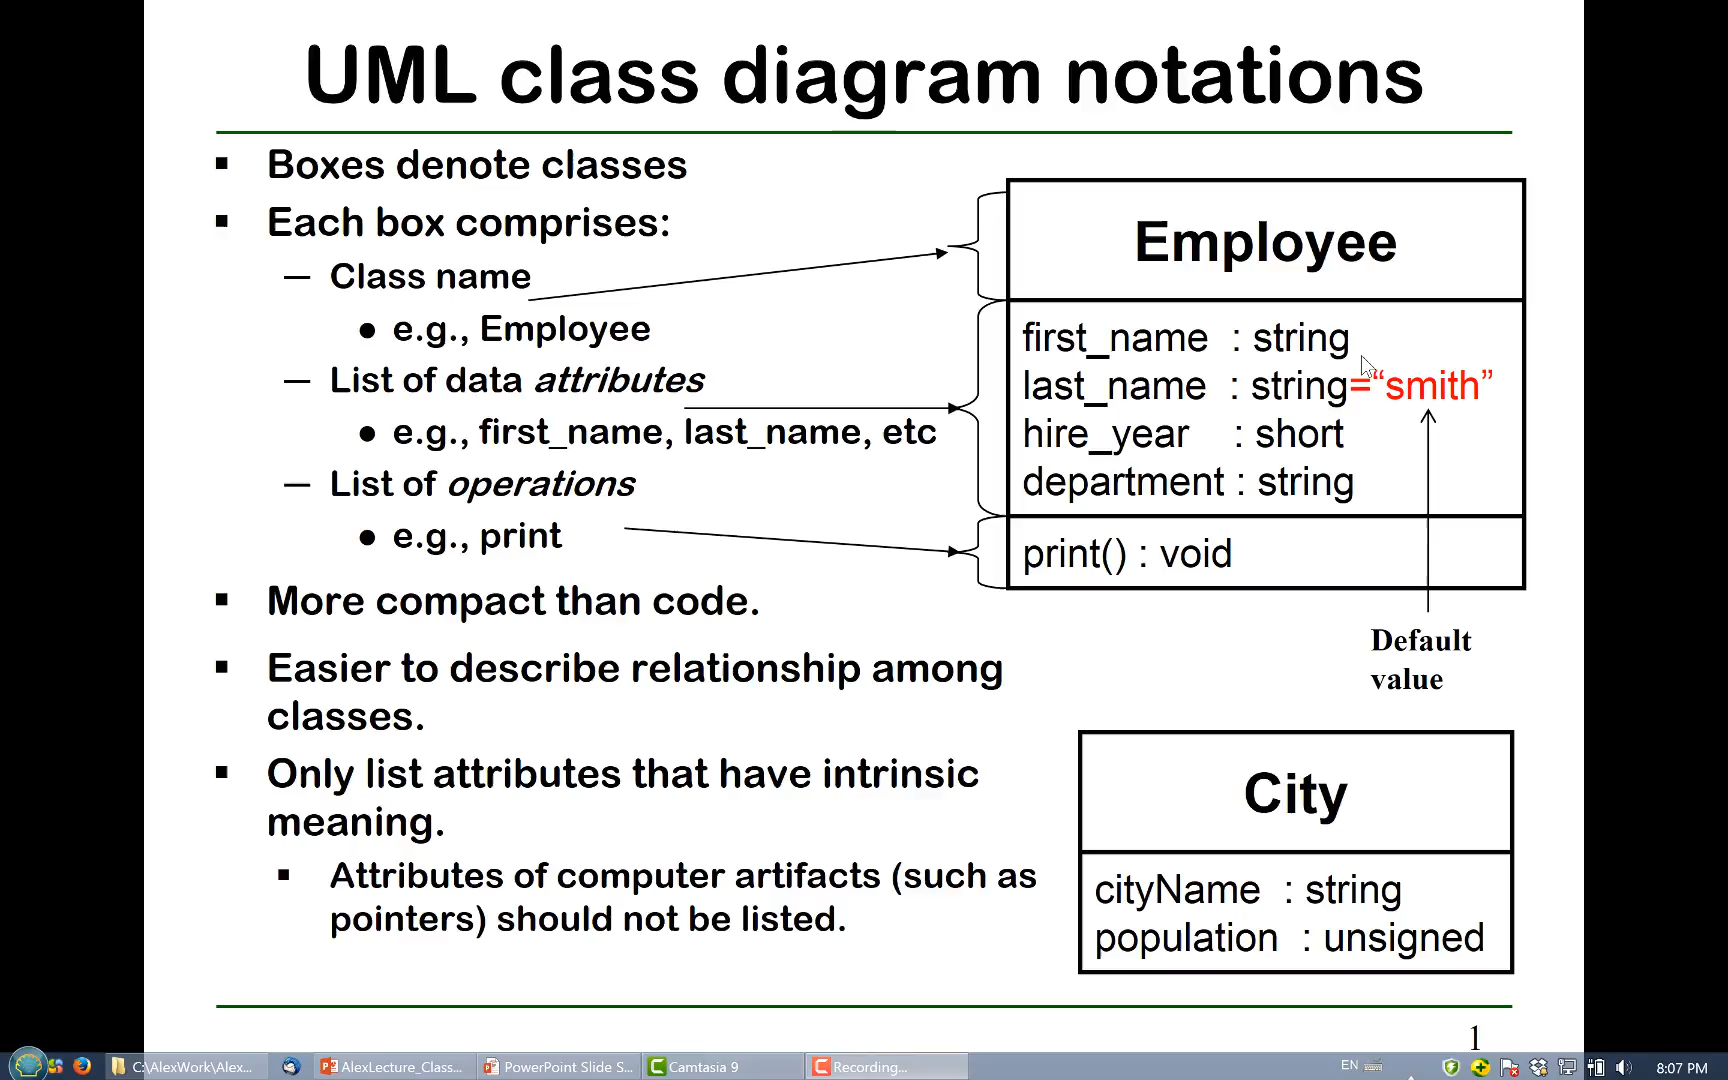 UML class diagram notations
▪ Boxes denote classes
▪ Each box comprises:
– Class name
• e.g., Employee
– List of data attributes
• e.g., first_name, last_name, etc
– List of operations
• e.g., print
▪ More compact than code.
▪ Easier to describe relationship among
classes.
▪ Only list attributes that have intrinsic
meaning.
▪ Attributes of computer artifacts (such as
pointers) should not be listed.
Employee
first_name : string
last_name : string=“smith”
hire_year : short
department : string
print() : void
Default
value
City
cityName : string
population : unsigned
1
C:\AlexWork\Alex...
AlexLecture_Class...
PowerPoint Slide S...
Camtasia 9
Recording...
EN
8:07 PM